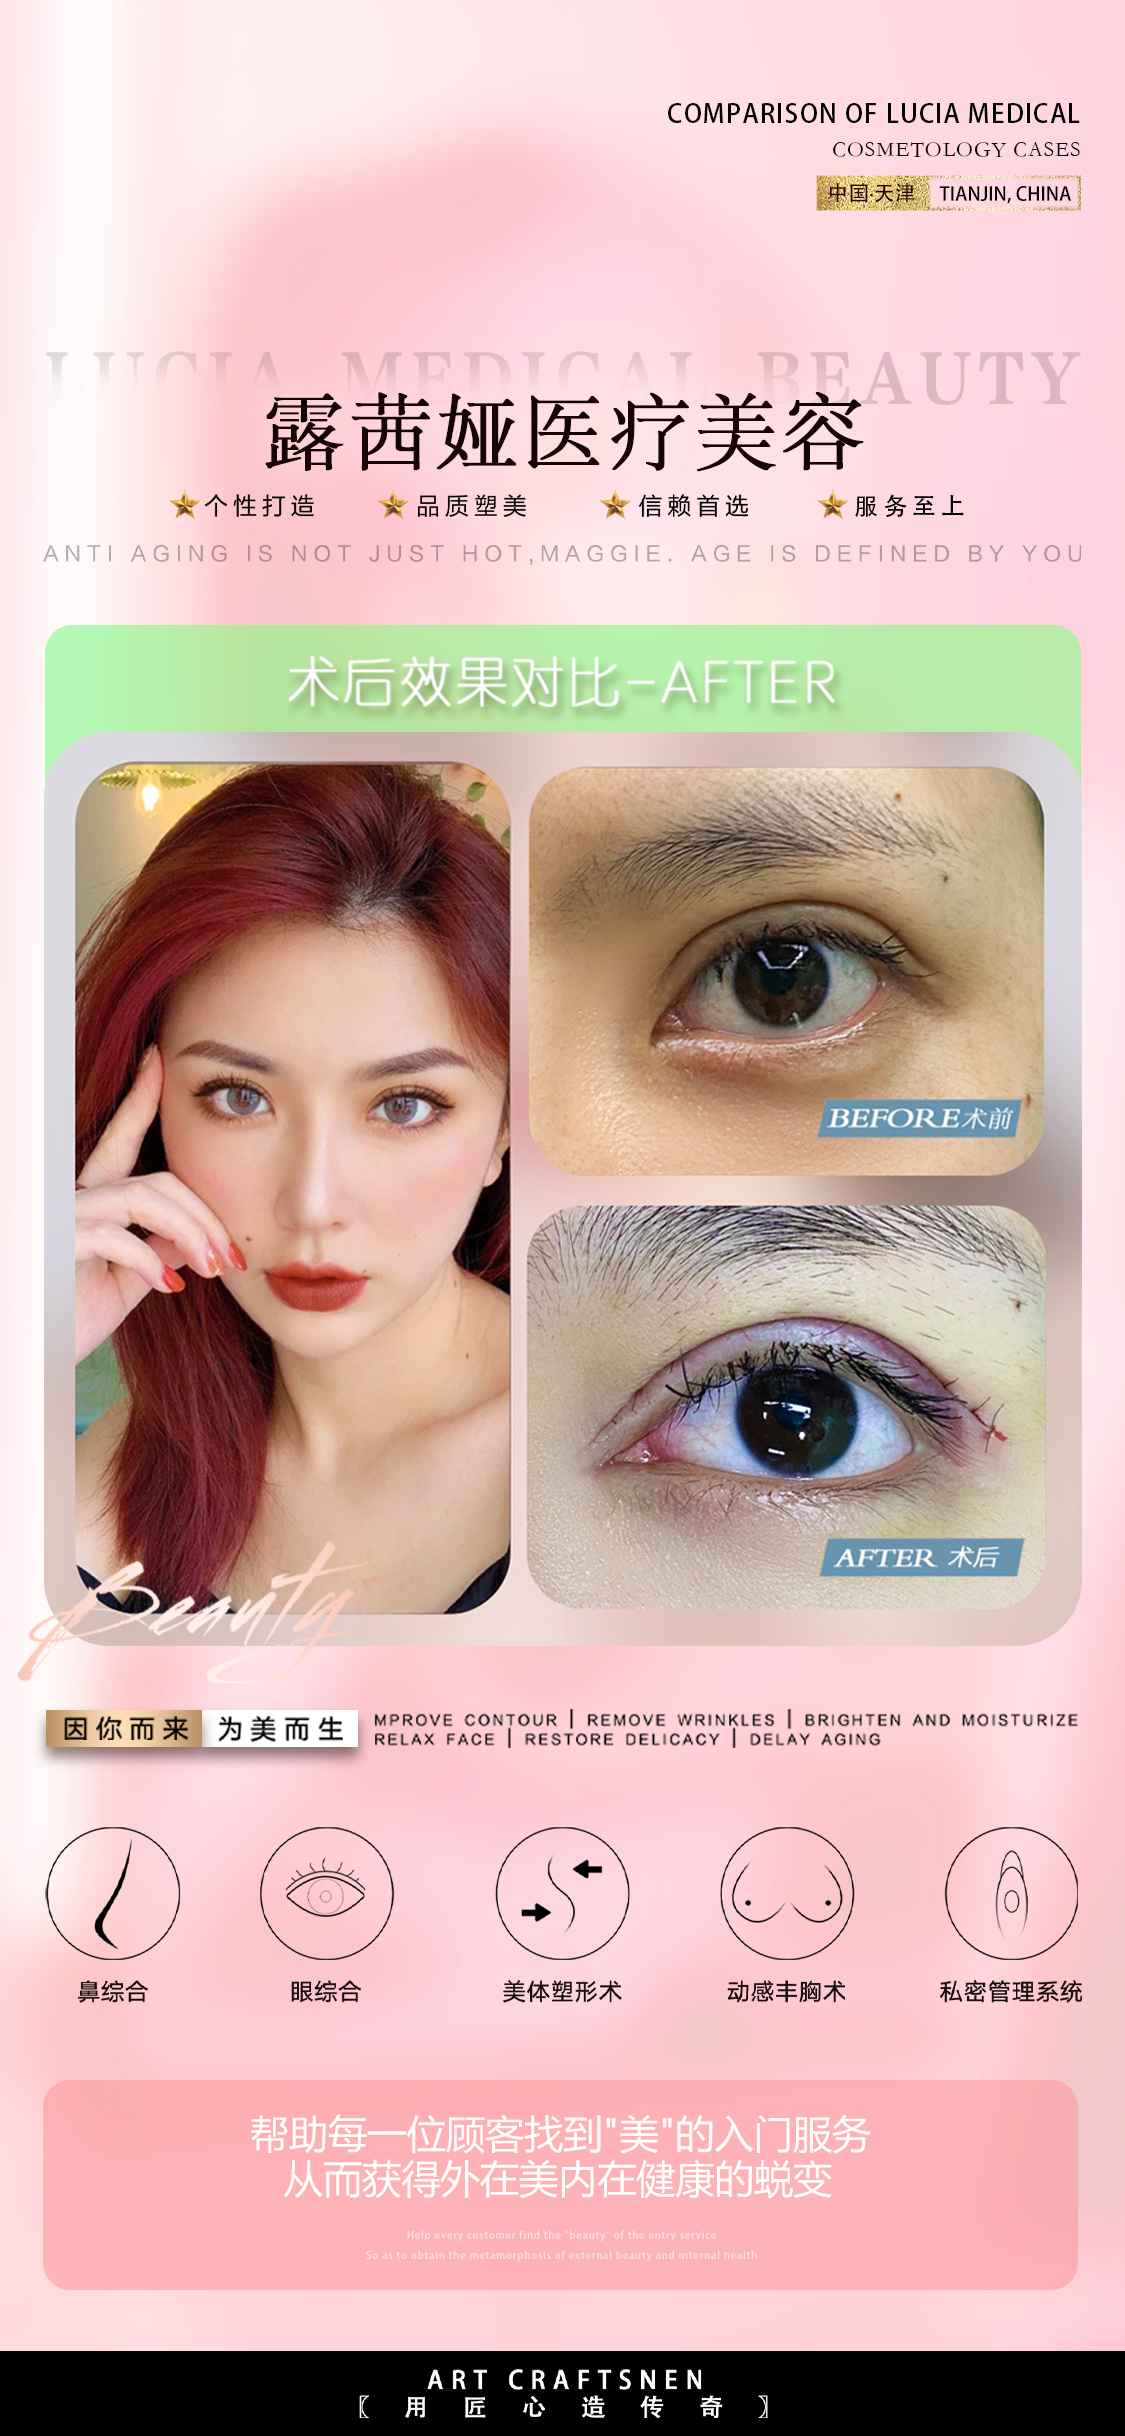 COMPARISON OF LUCIA MEDICAL
COSMETOLOGY CASES
中国·天津 TIANJIN, CHINA
LUCIA MEDICAL BEAUTY
露茜娅医疗美容
个性打造 品质塑美 信赖首选 服务至上
ANTI AGING IS NOT JUST HOT,MAGGIE. AGE IS DEFINED BY YOU
术后效果对比-AFTER
BEFORE术前
AFTER 术后
Beauty
因你而来 为美而生
MPROVE CONTOUR | REMOVE WRINKLES | BRIGHTEN AND MOISTURIZE
RELAX FACE | RESTORE DELICACY | DELAY AGING
鼻综合 眼综合 美体塑形术 动感丰胸术 私密管理系统
帮助每一位顾客找到"美"的入门服务
从而获得外在美内在健康的蜕变
Help every customer find the "beauty" of the entry service
So as to obtain the metamorphosis of external beauty and internal health
ART CRAFTSNEN
〖用匠心造传奇〗